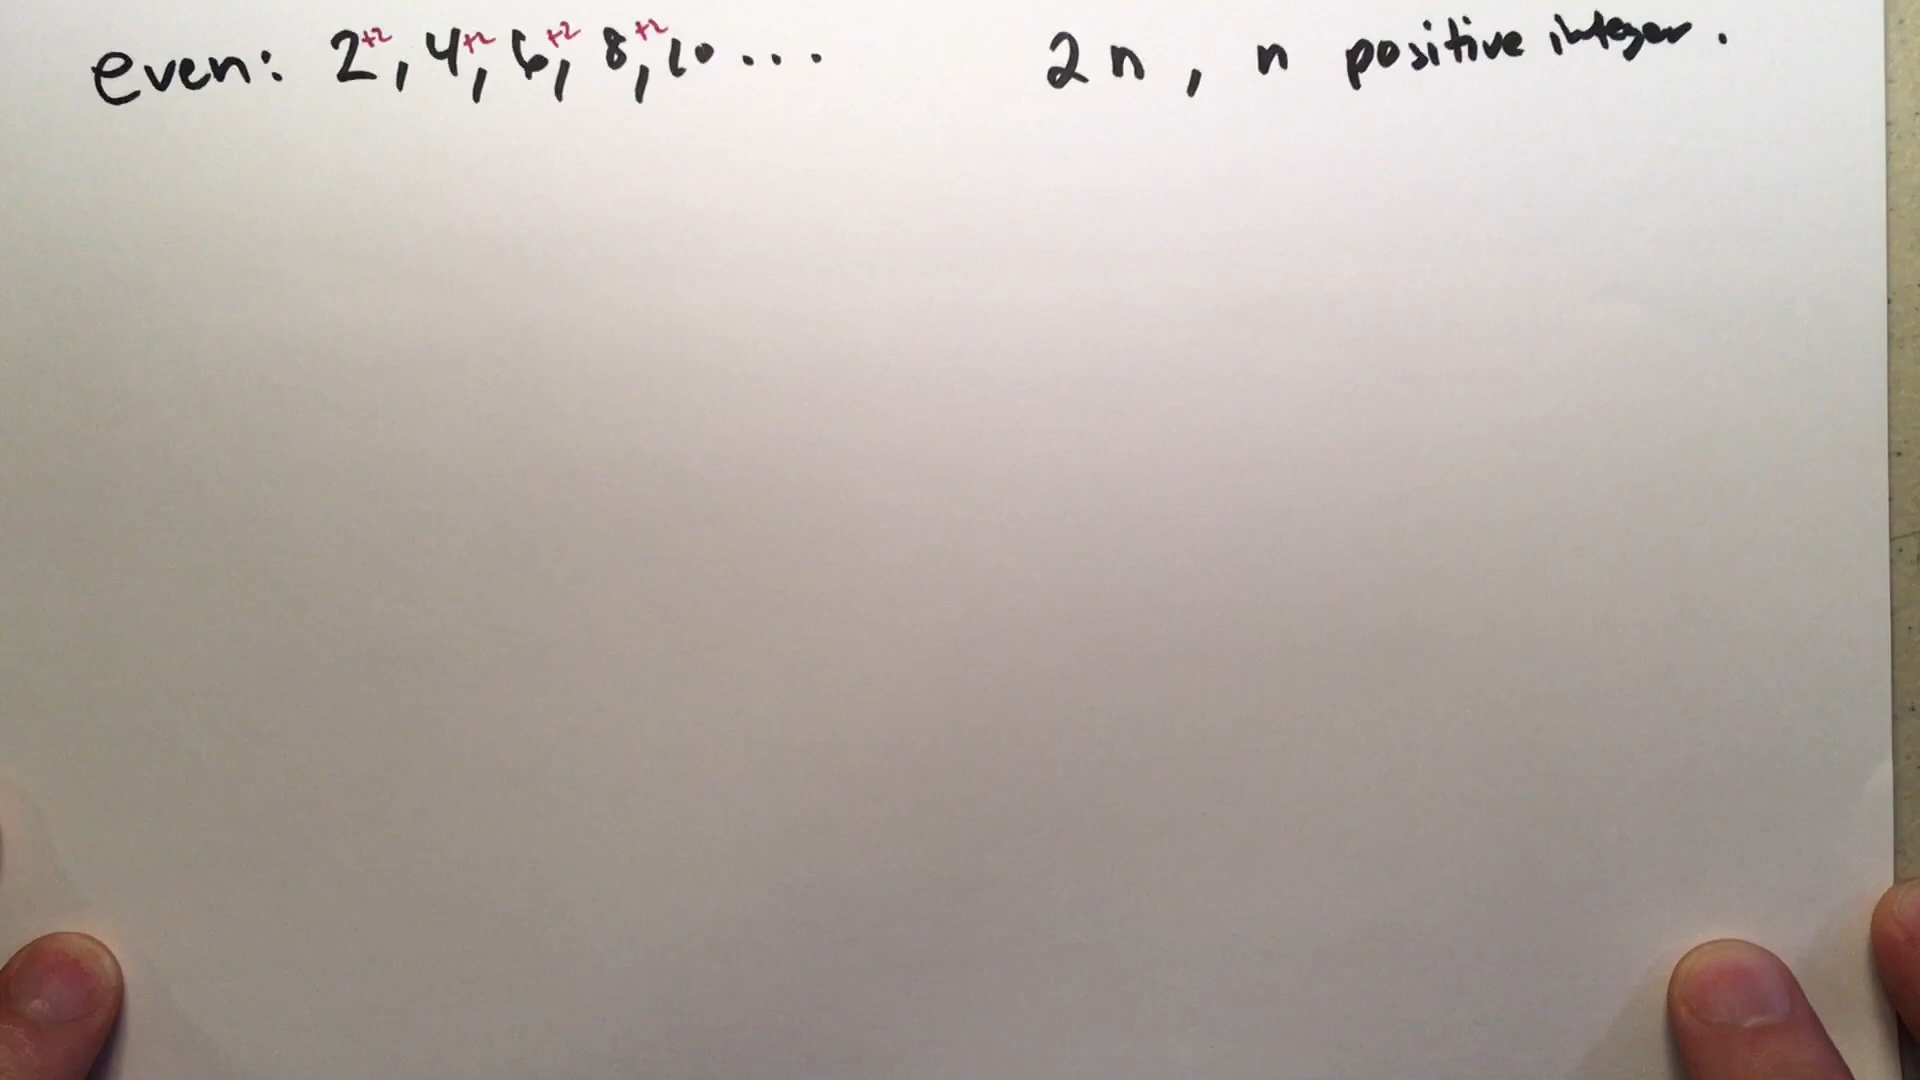 even: 2, 4, 6, 8, 10 ... 2n, n positive integer.
+2 +2 +2 +2